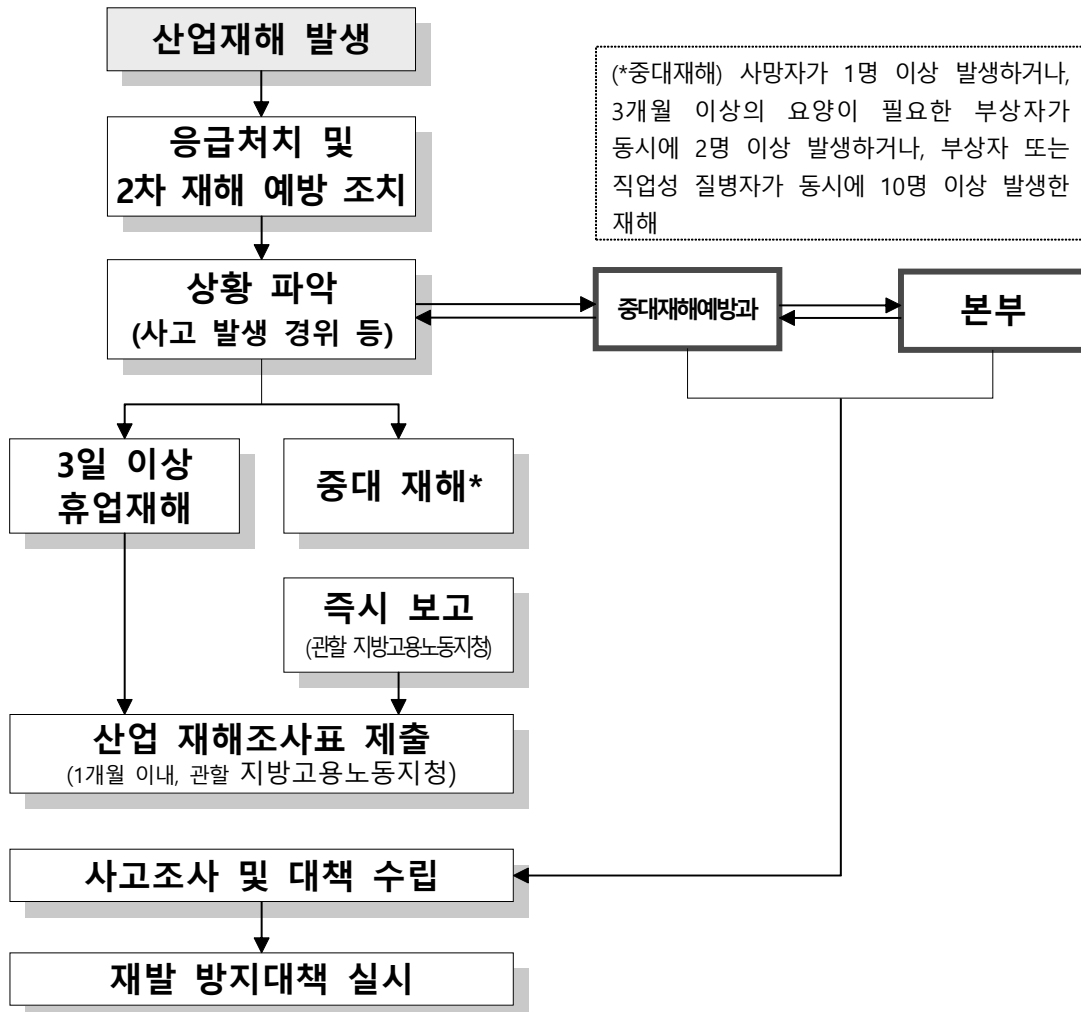 산업재해 발생
(*중대재해) 사망자가 1명 이상 발생하거나,
3개월 이상의 요양이 필요한 부상자가
동시에 2명 이상 발생하거나, 부상자 또는
직업성 질병자가 동시에 10명 이상 발생한
재해
응급처치 및
2차 재해 예방 조치
상황 파악
(사고 발생 경위 등)
중대재해예방과
본부
3일 이상
휴업재해
중대 재해*
즉시 보고
(관할 지방고용노동지청)
산업 재해조사표 제출
(1개월 이내, 관할 지방고용노동지청)
사고조사 및 대책 수립
재발 방지대책 실시